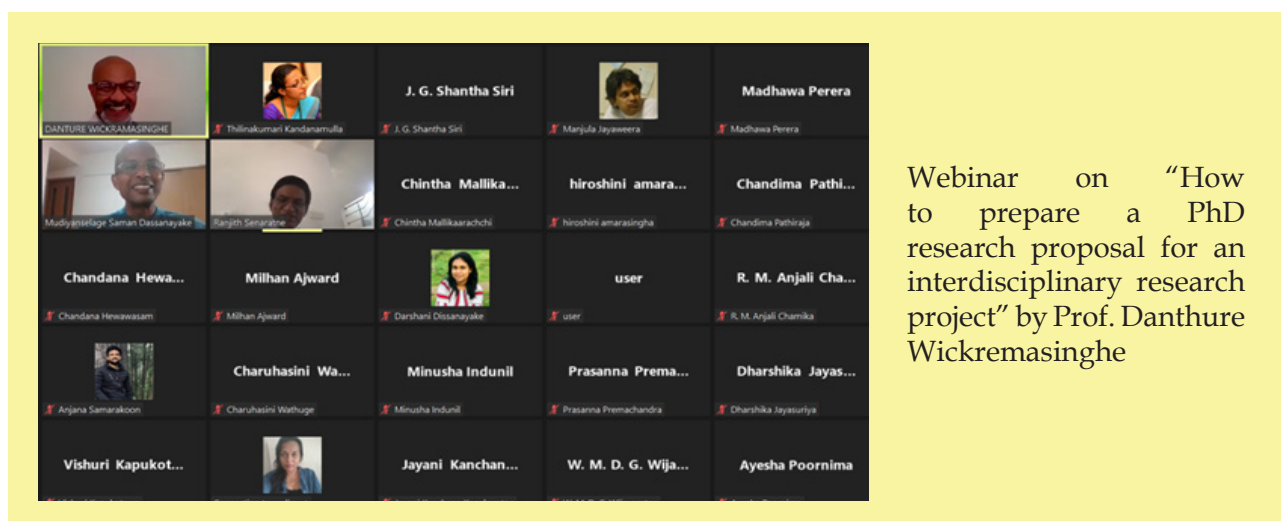 J. G. Shantha Siri
Madhawa Perera
DANTURE WICKRAMASINGHE
Thilinakumari Kandanamulla
J. G. Shantha Siri
Manjula Jayaweera
Madhawa Perera
Chintha Mallika...
hiroshini amara...
Chandima Pathi...
Mudiyanselage Saman Dassanayake
Ranjith Senaratne
Chintha Mallikaarachchi
hiroshini amarasingha
Chandima Pathiraja
Chandana Hewa...
Milhan Ajward
user
R. M. Anjali Cha...
Chandana Hewawasam
Milhan Ajward
Darshani Dissanayake
user
R. M. Anjali Chamika
Charuhasini Wa...
Minusha Indunil
Prasanna Prema...
Dharshika Jayas...
Anjana Samarakoon
Charuhasini Wathuge
Minusha Indunil
Prasanna Premachandra
Dharshika Jayasuriya
Vishuri Kapukot...
Jayani Kanchan...
W. M. D. G. Wija...
Ayesha Poornima
Webinar on “How
to prepare a PhD
research proposal for an
interdisciplinary research
project” by Prof. Danthure
Wickremasinghe